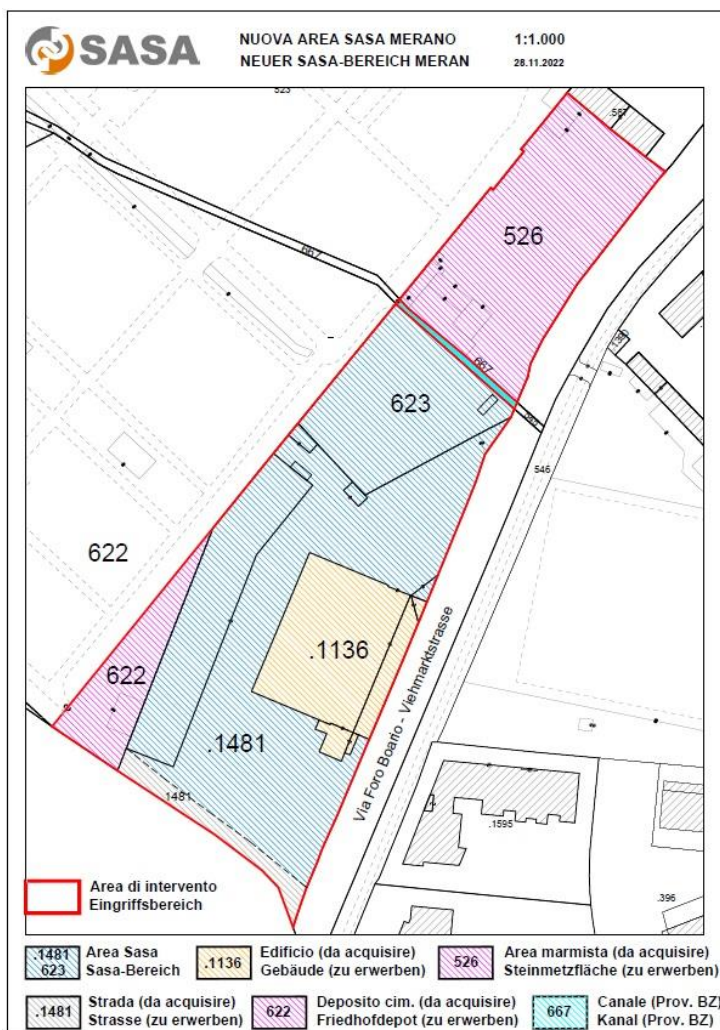 SASA
NUOVA AREA SASA MERANO 1:1.000
NEUER SASA-BEREICH MERAN 28.11.2022
523
.587
526
667
667
623
546
622
622
.1136
.1481
1481
Via Foro Boario - Viehmarktstrasse
.1595
.396
Area di intervento
Eingriffsbereich
.1481
623
Area Sasa
Sasa-Bereich
.1136
Edificio (da acquisire)
Gebäude (zu erwerben)
526
Area marmista (da acquisire)
Steinmetzfläche (zu erwerben)
.1481
Strada (da acquisire)
Strasse (zu erwerben)
622
Deposito cim. (da acquisire)
Friedhofdepot (zu erwerben)
667
Canale (Prov. BZ)
Kanal (Prov. BZ)